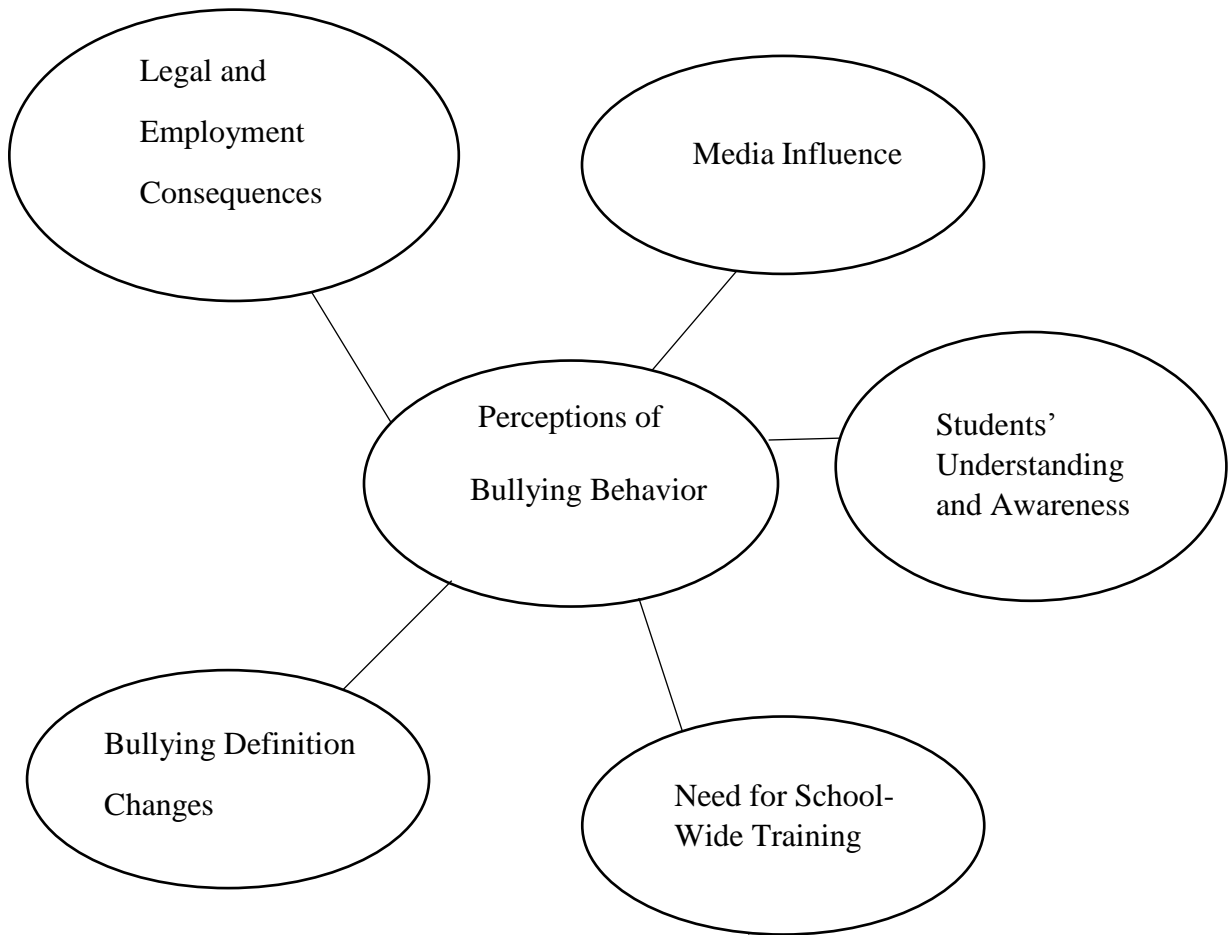 Legal and
Employment
Consequences
Media Influence
Perceptions of
Bullying Behavior
Students’
Understanding
and Awareness
Bullying Definition
Changes
Need for School-
Wide Training